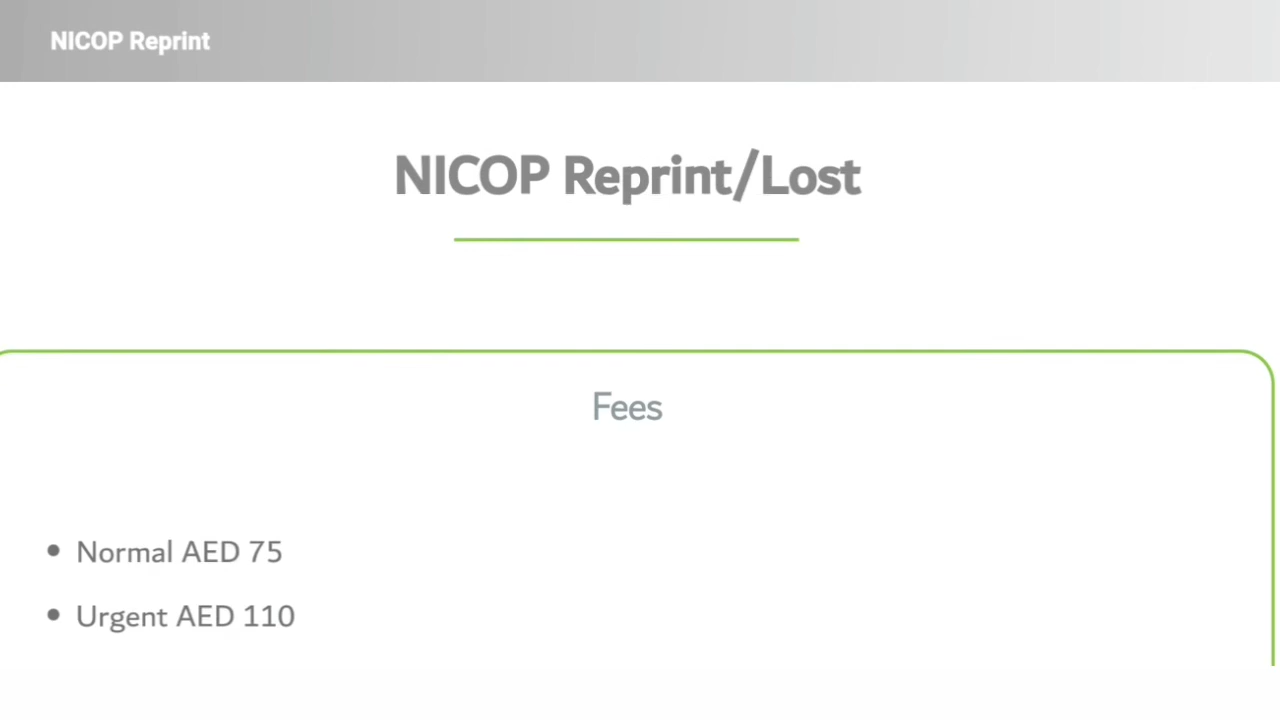 NICOP Reprint
NICOP Reprint/Lost
Fees
• Normal AED 75
• Urgent AED 110